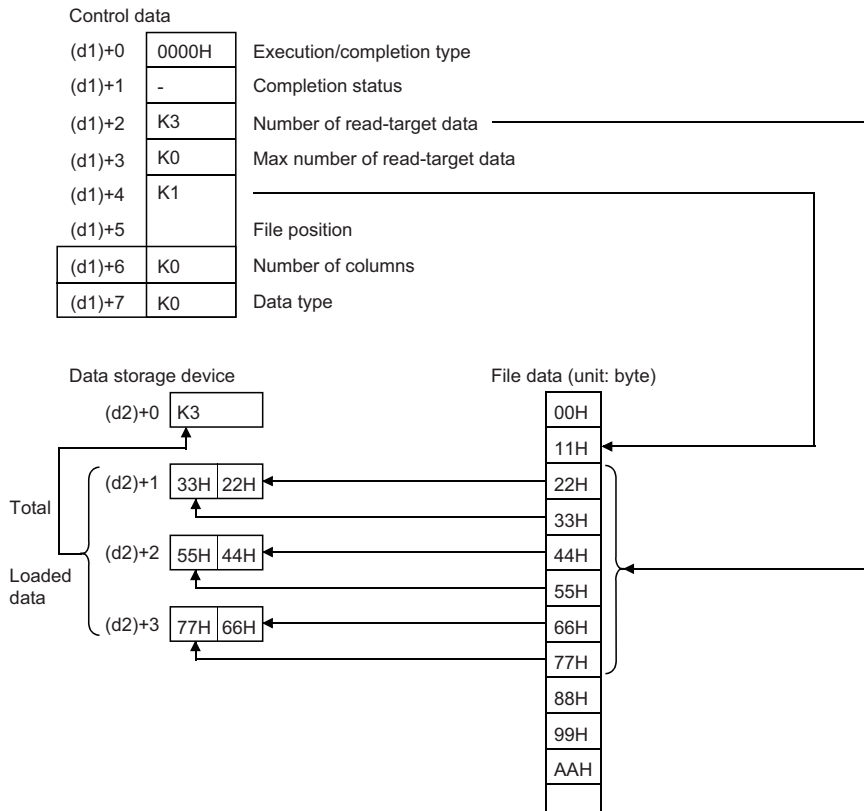 Control data
(d1)+0 0000H Execution/completion type
(d1)+1 - Completion status
(d1)+2 K3 Number of read-target data
(d1)+3 K0 Max number of read-target data
(d1)+4 K1
(d1)+5 File position
(d1)+6 K0 Number of columns
(d1)+7 K0 Data type
Data storage device
(d2)+0 K3
(d2)+1 33H 22H
(d2)+2 55H 44H
(d2)+3 77H 66H
Total
Loaded
data
File data (unit: byte)
00H
11H
22H
33H
44H
55H
66H
77H
88H
99H
AAH